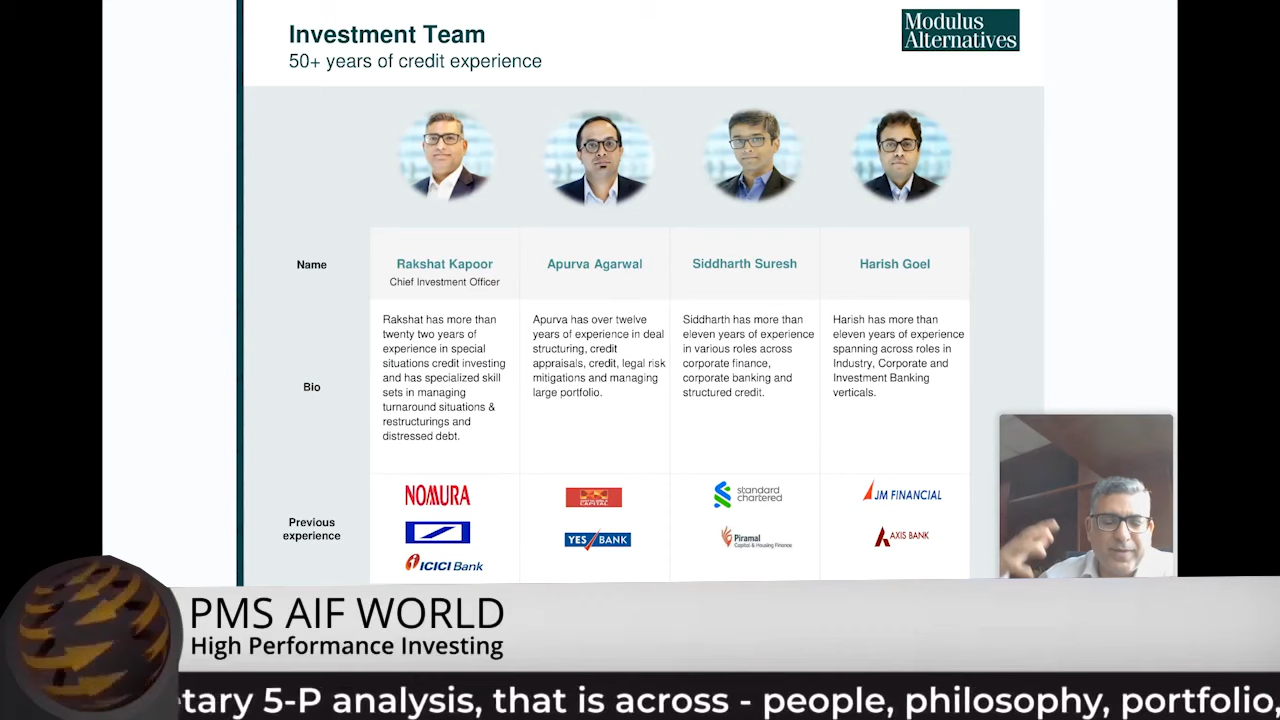 Investment Team
50+ years of credit experience
Modulus
Alternatives
Name
Rakshat Kapoor
Chief Investment Officer
Apurva Agarwal
Siddharth Suresh
Harish Goel
Bio
Rakshat has more than
twenty two years of
experience in special
situations credit investing
and has specialized skill
sets in managing
turnaround situations &
restructurings and
distressed debt.
Apurva has over twelve
years of experience in deal
structuring, credit
appraisals, credit, legal risk
mitigations and managing
large portfolio.
Siddharth has more than
eleven years of experience
in various roles across
corporate finance,
corporate banking and
structured credit.
Harish has more than
eleven years of experience
spanning across roles in
Industry, Corporate and
Investment Banking
verticals.
Previous
experience
NOMURA
ICICI Bank
CAPITAL
YES BANK
standard
chartered
Piramal
Capital & Housing Finance
JM FINANCIAL
AXIS BANK
PMS AIF WORLD
High Performance Investing
etary 5-P analysis, that is across - people, philosophy, portfolio,